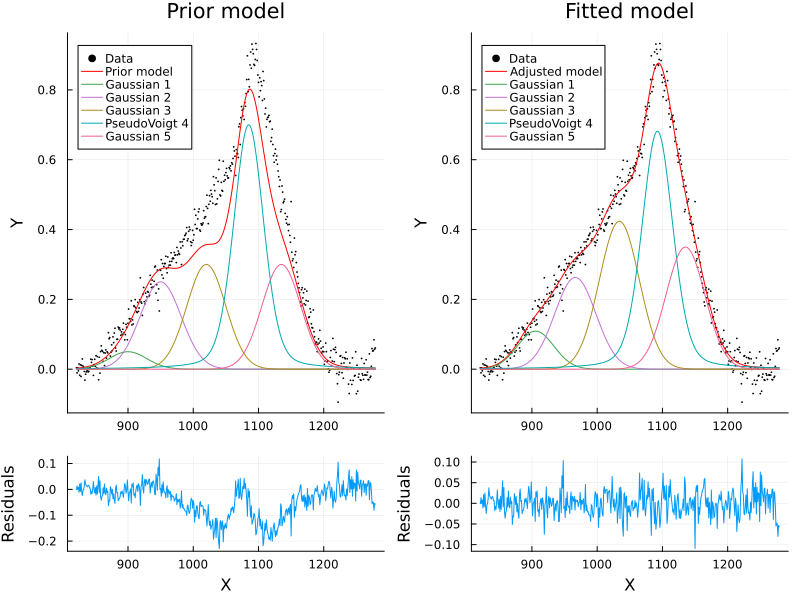 Prior model
Data
Prior model
Gaussian 1
Gaussian 2
Gaussian 3
PseudoVoigt 4
Gaussian 5
Y
0.8
0.6
0.4
0.2
0.0
900 1000 1100 1200
Residuals
0.1
0.0
−0.1
−0.2
900 1000 1100 1200
X
Fitted model
Data
Adjusted model
Gaussian 1
Gaussian 2
Gaussian 3
PseudoVoigt 4
Gaussian 5
Y
0.8
0.6
0.4
0.2
0.0
900 1000 1100 1200
Residuals
0.10
0.05
0.00
−0.05
−0.10
900 1000 1100 1200
X